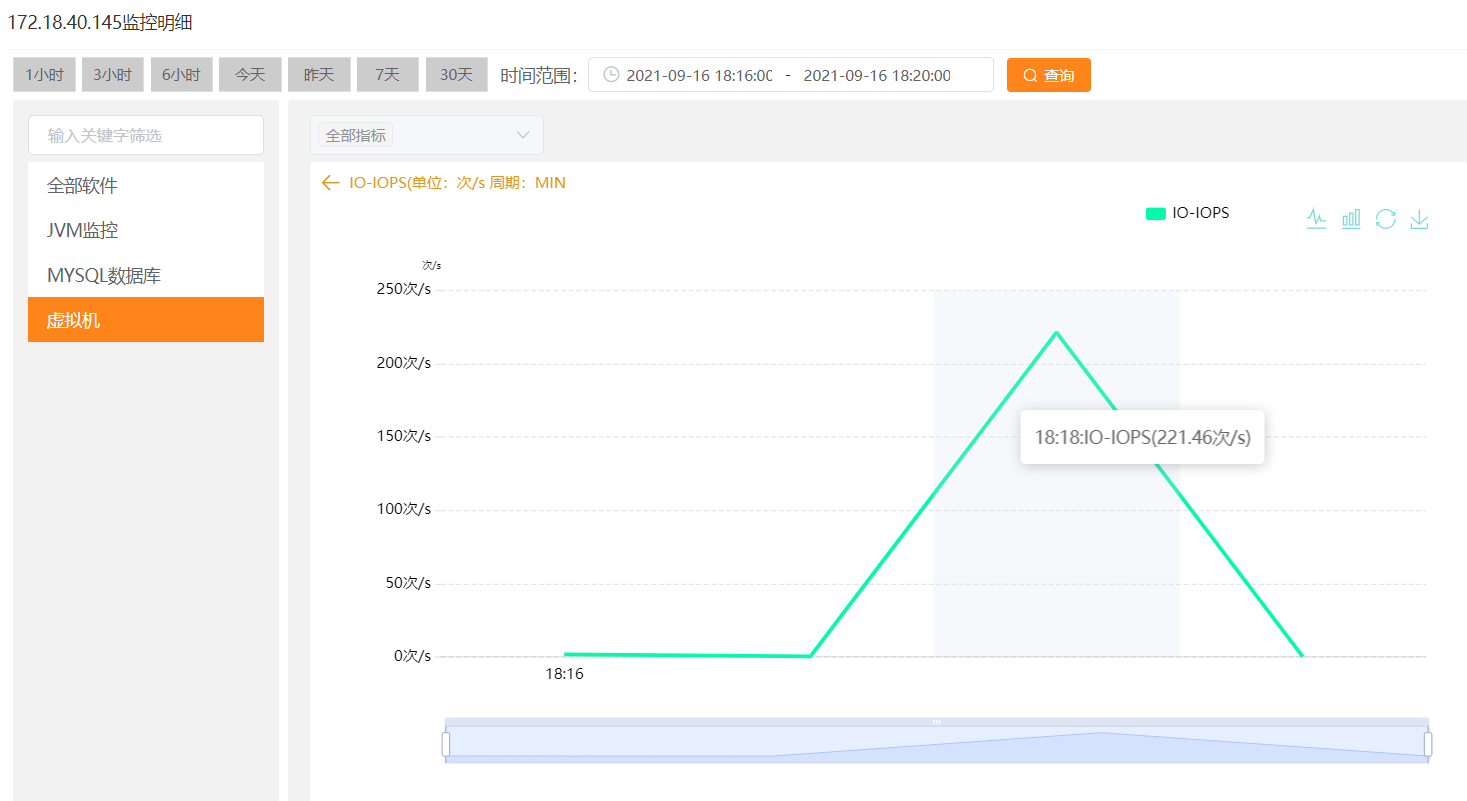 172.18.40.145监控明细
1小时 3小时 6小时 今天 昨天 7天 30天 时间范围： 2021-09-16 18:16:00 - 2021-09-16 18:20:00 查询
输入关键字筛选
全部软件
JVM监控
MYSQL数据库
虚拟机
全部指标
IO-IOPS(单位：次/s 周期：MIN
IO-IOPS
次/s
250次/s
200次/s
150次/s
18:18:IO-IOPS(221.46次/s)
100次/s
50次/s
0次/s
18:16